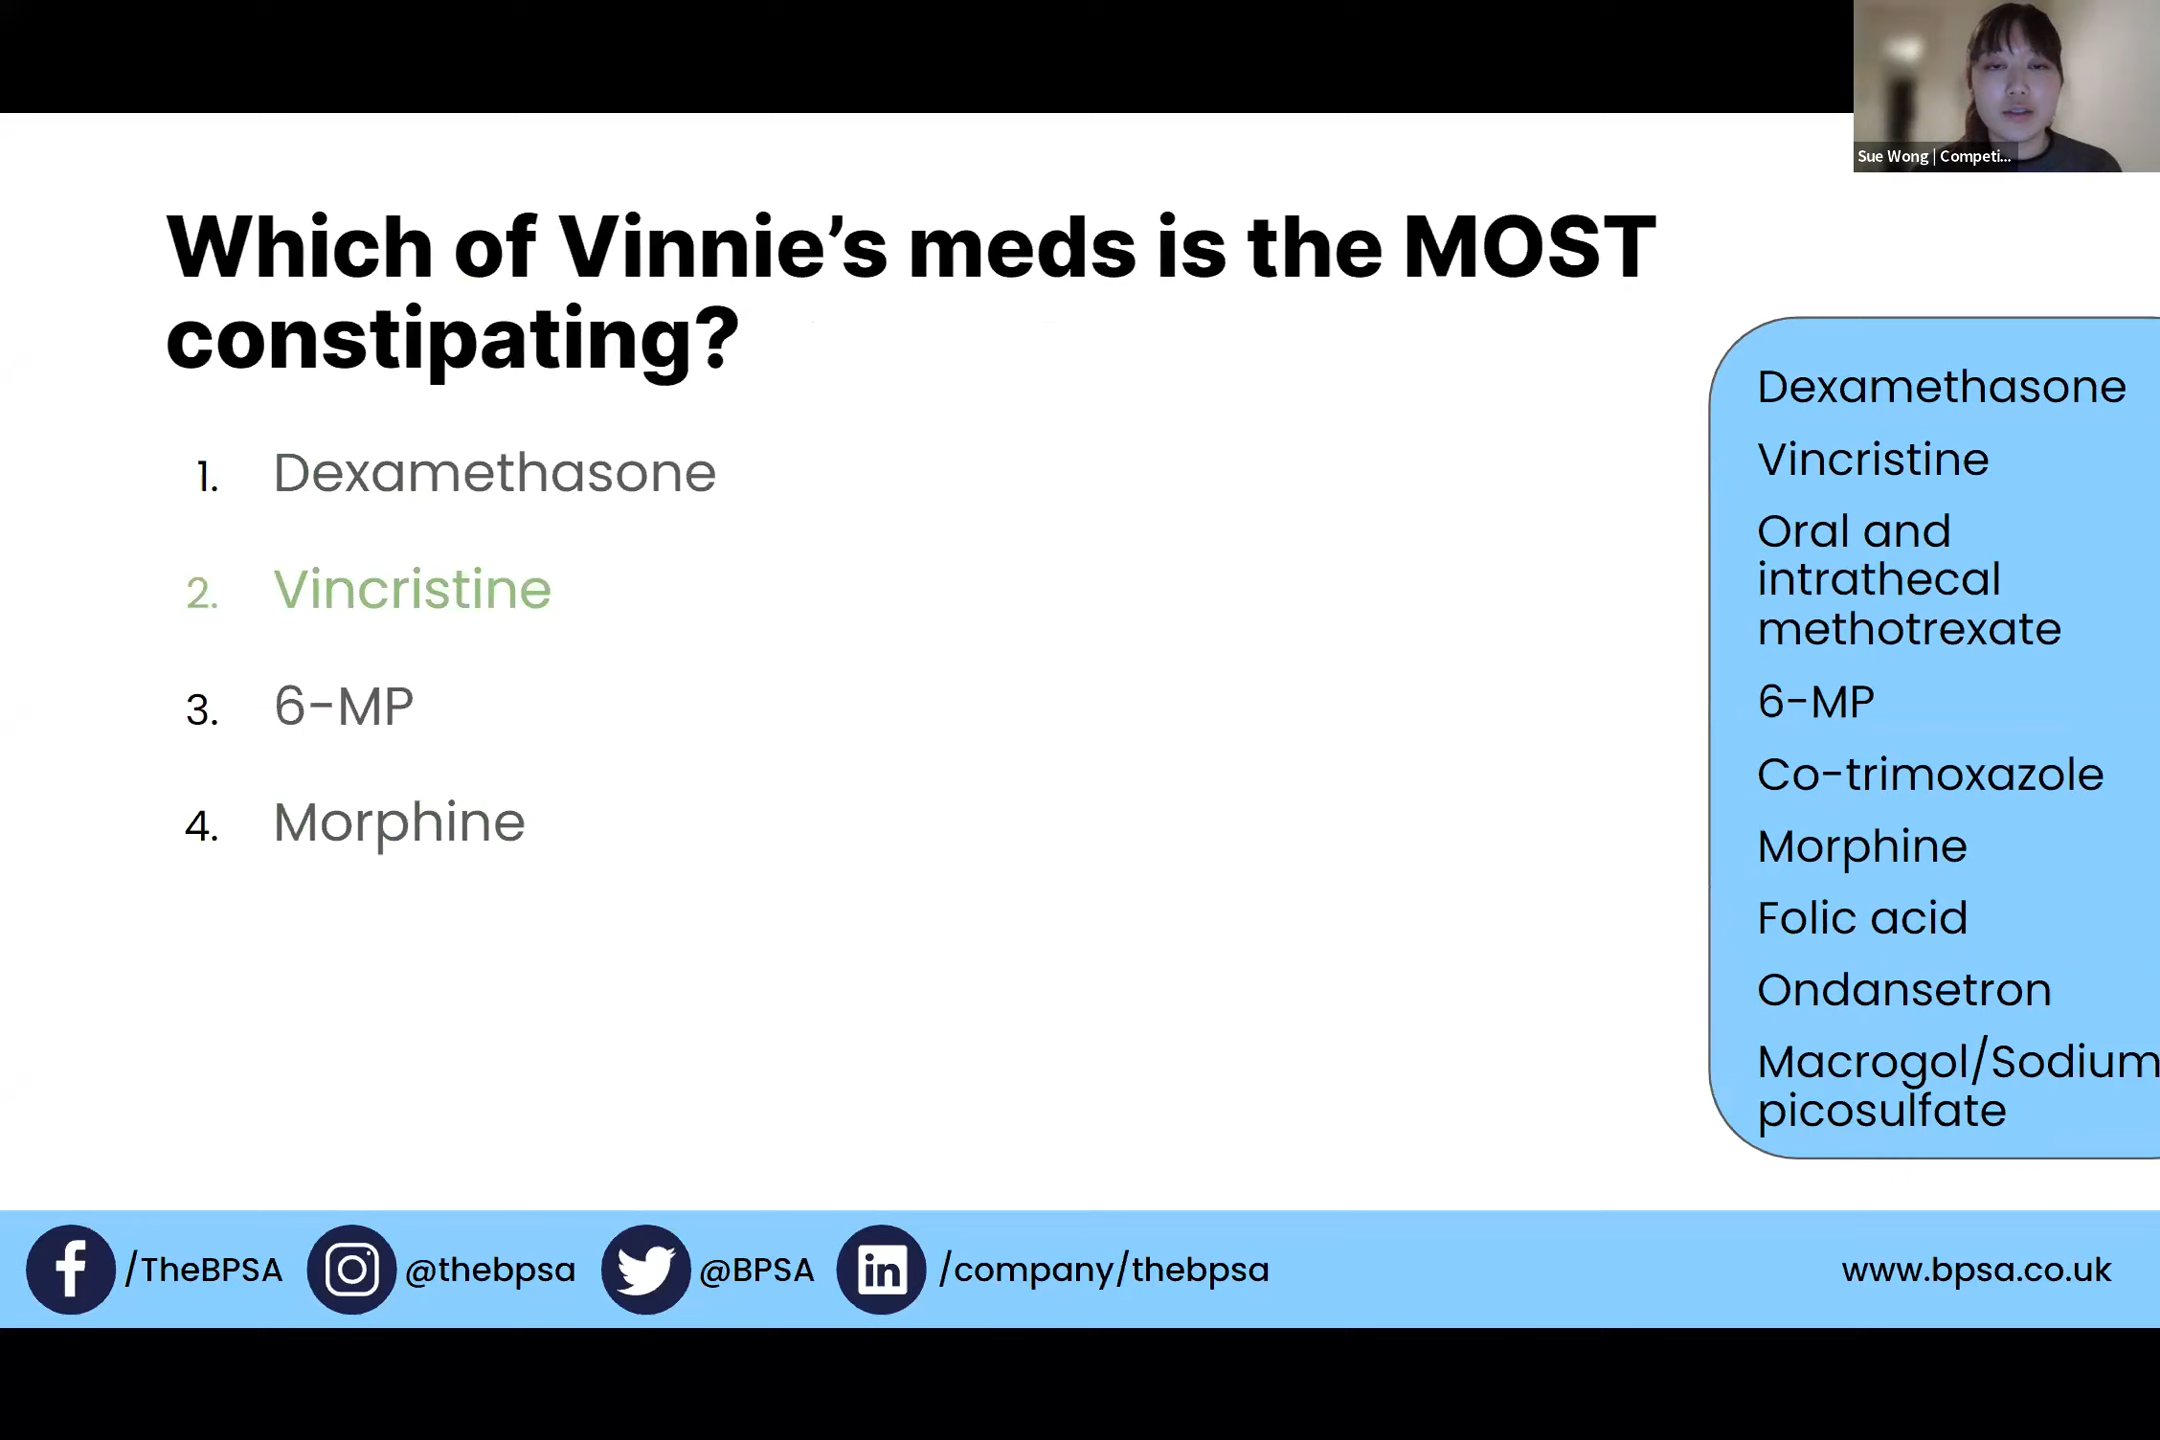 Sue Wong | Competi...
Which of Vinnie's meds is the MOST
constipating?
1. Dexamethasone
2. Vincristine
3. 6-MP
4. Morphine
Dexamethasone
Vincristine
Oral and
intrathecal
methotrexate
6-MP
Co-trimoxazole
Morphine
Folic acid
Ondansetron
Macrogol/Sodium
picosulfate
/TheBPSA @thebpsa @BPSA /company/thebpsa www.bpsa.co.uk